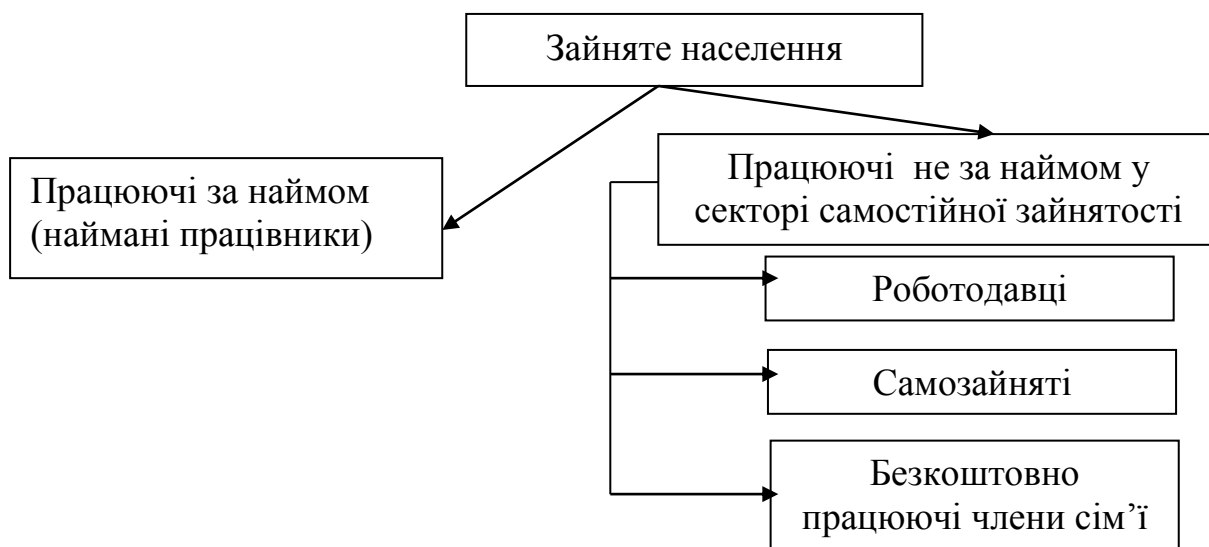 Зайняте населення
Працюючі за наймом
(наймані працівники)
Працюючі не за наймом у
секторі самостійної зайнятості
Роботодавці
Самозайняті
Безкоштовно
працюючі члени сім’ї